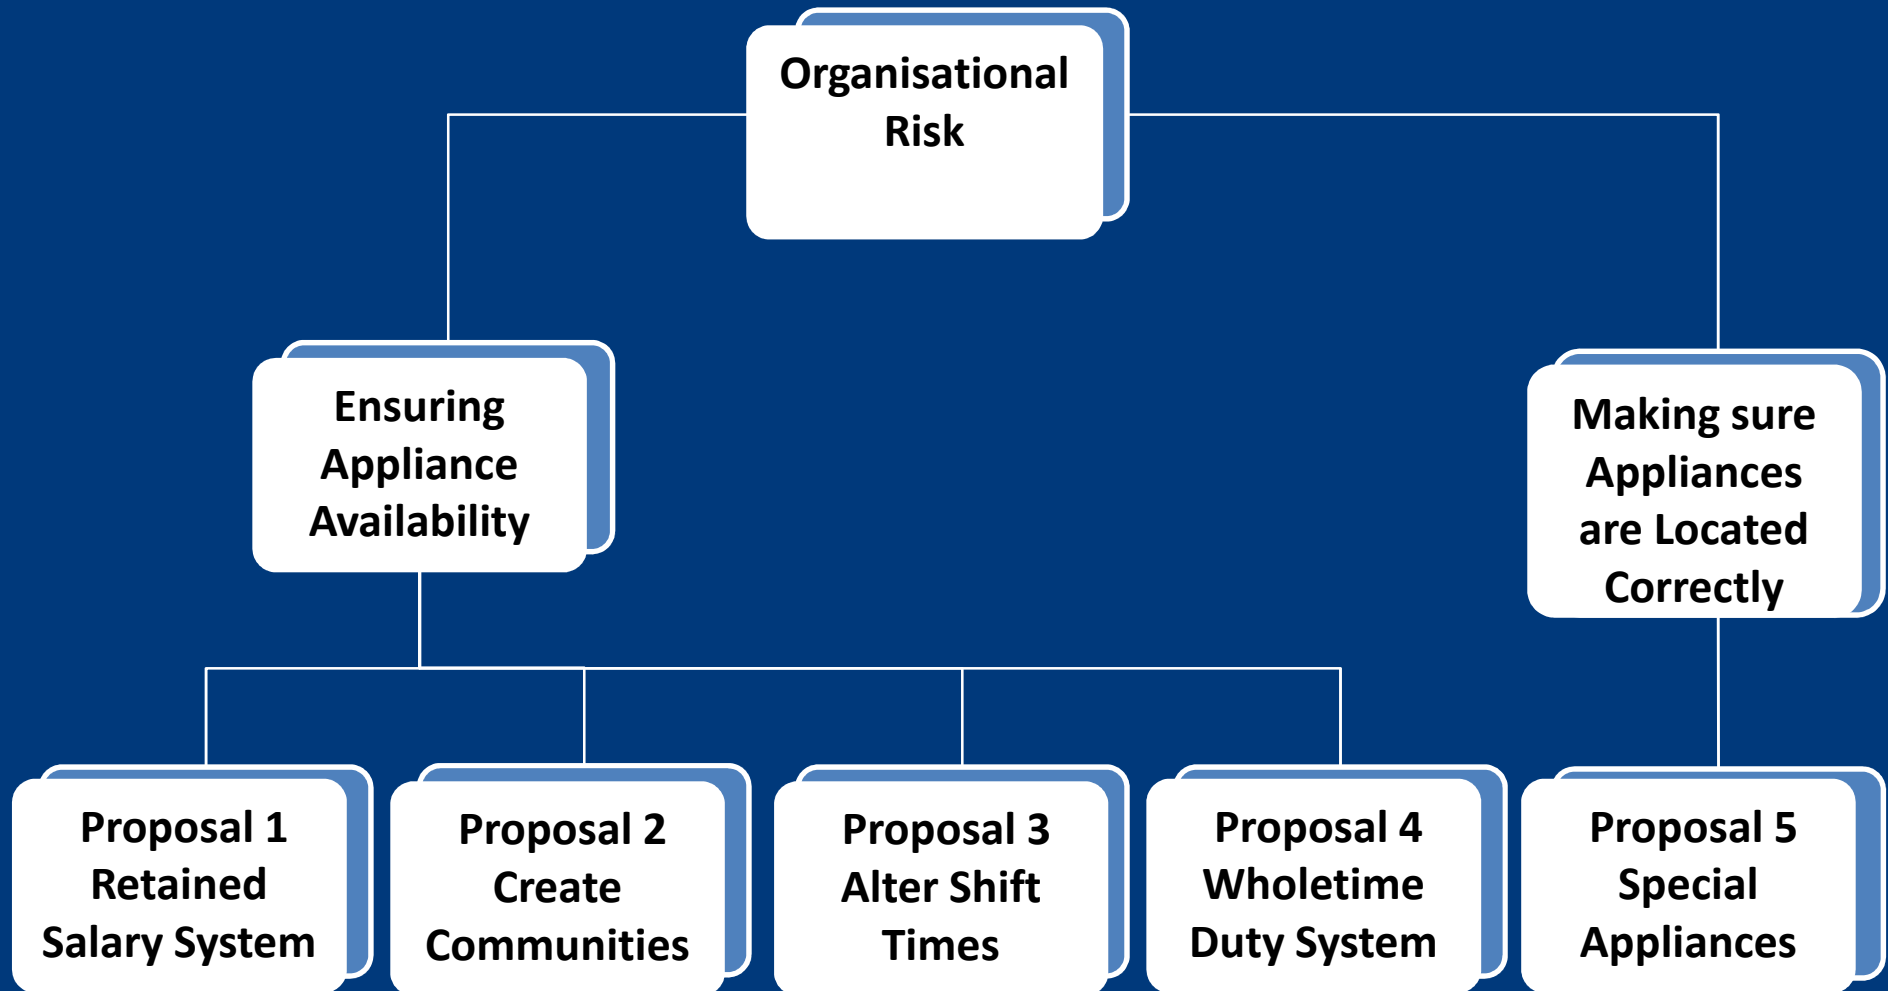 Organisational
Risk
Ensuring
Appliance
Availability
Making sure
Appliances
are Located
Correctly
Proposal 1
Retained
Salary System
Proposal 2
Create
Communities
Proposal 3
Alter Shift
Times
Proposal 4
Wholetime
Duty System
Proposal 5
Special
Appliances